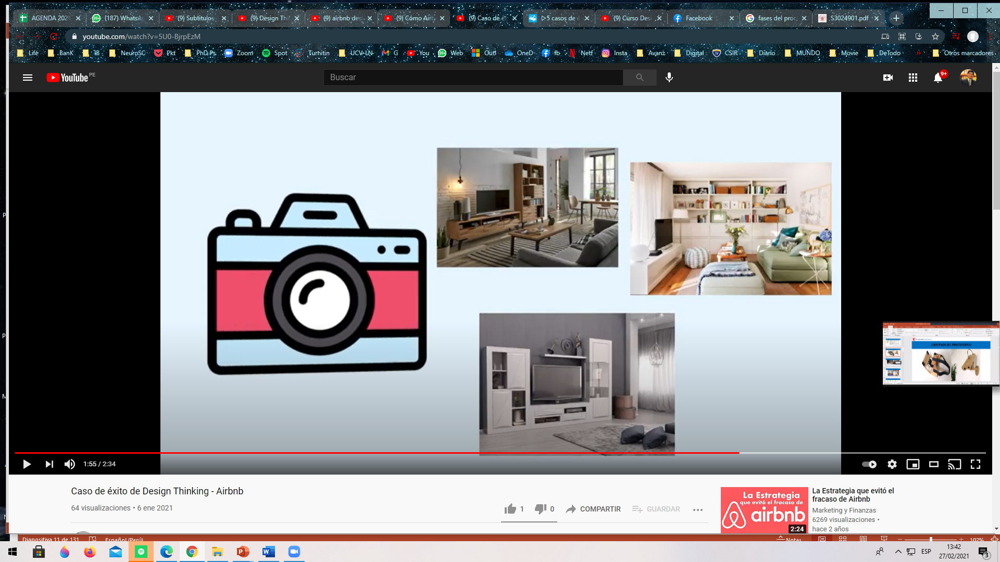 AGENDA 202
(187) WhatsA
(9) Subtitulos
(9) Design Thi
(9) airbnb des
(9) Cómo Airb
(9) Caso de é
5 casos de é
(9) Curso Des
Facebook
fases del proc
S3024901.pdf
youtube.com/watch?v=5U0-BjrpEzM
Life
BanK
IB
NeuroSC
Pkt
PhD Ps
Zoom
Spot
Turhitin
UCV-LN
G
You
Web
Outl
OneD
fb
Netf
Insta
Avanz
Digital
CSIR
Diario
MUNDO
Movie
DeTodo
»
Otros marcadores
YouTube PE
Buscar
9+
EJEMPLOS DE PROTOTIPOS
1:55 / 2:34
Caso de éxito de Design Thinking - Airbnb
64 visualizaciones • 6 ene 2021
1
0
COMPARTIR
GUARDAR
La Estrategia
que evitó el fracaso de
airbnb
2:24
La Estrategia que evitó el
fracaso de Airbnb
Marketing y Finanzas
6269 visualizaciones •
hace 2 años
Diapositiva 11 de 131
Español (Perú)
Notas
102%
ESP
13:42
27/02/2021
3